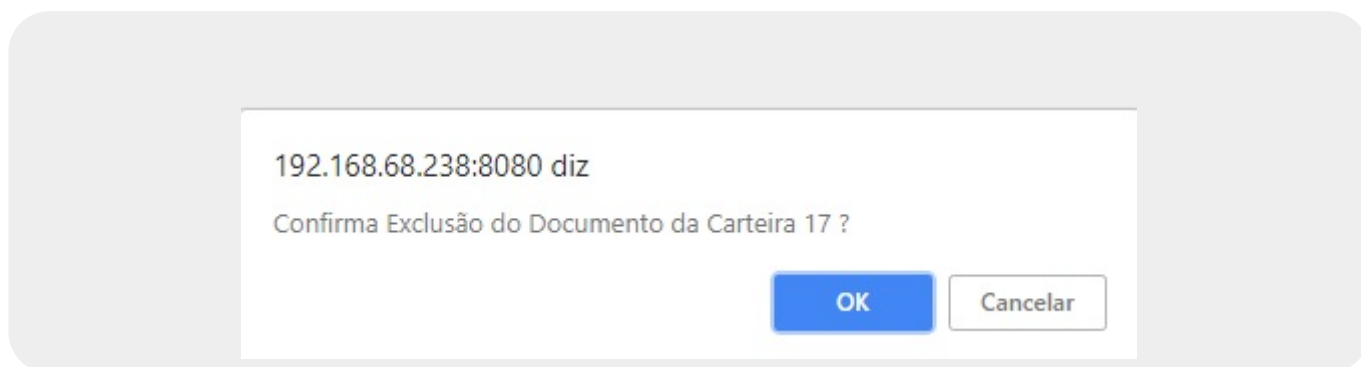 192.168.68.238:8080 diz
Confirma Exclusão do Documento da Carteira 17 ?
OK Cancelar